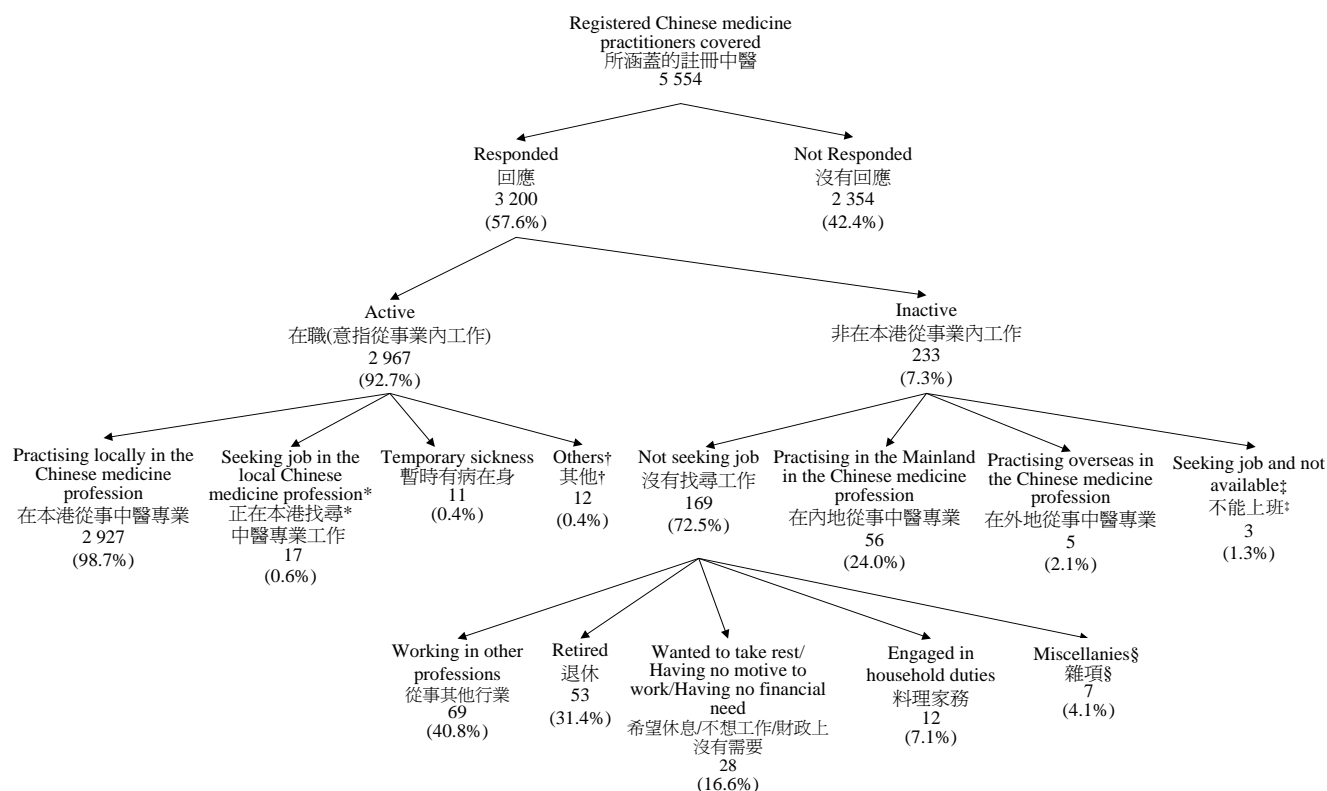 Registered Chinese medicine
practitioners covered
所涵蓋的註冊中醫
5 554
Responded
回應
3 200
(57.6%)
Not Responded
沒有回應
2 354
(42.4%)
Active
在職(意指從事業內工作)
2 967
(92.7%)
Inactive
非在本港從事業內工作
233
(7.3%)
Practising locally in the
Chinese medicine
profession
在本港從事中醫專業
2 927
(98.7%)
Seeking job in the
local Chinese
medicine profession*
正在本港找尋*
中醫專業工作
17
(0.6%)
Temporary sickness
暫時有病在身
11
(0.4%)
Others†
其他†
12
(0.4%)
Not seeking job
沒有找尋工作
169
(72.5%)
Practising in the Mainland
in the Chinese medicine
profession
在內地從事中醫專業
56
(24.0%)
Practising overseas in
the Chinese medicine
profession
在外地從事中醫專業
5
(2.1%)
Seeking job and not
available‡
不能上班‡
3
(1.3%)
Working in other
professions
從事其他行業
69
(40.8%)
Retired
退休
53
(31.4%)
Wanted to take rest/
Having no motive to
work/Having no financial
need
希望休息/不想工作/財政上
沒有需要
28
(16.6%)
Engaged in
household duties
料理家務
12
(7.1%)
Miscellanies§
雜項§
7
(4.1%)